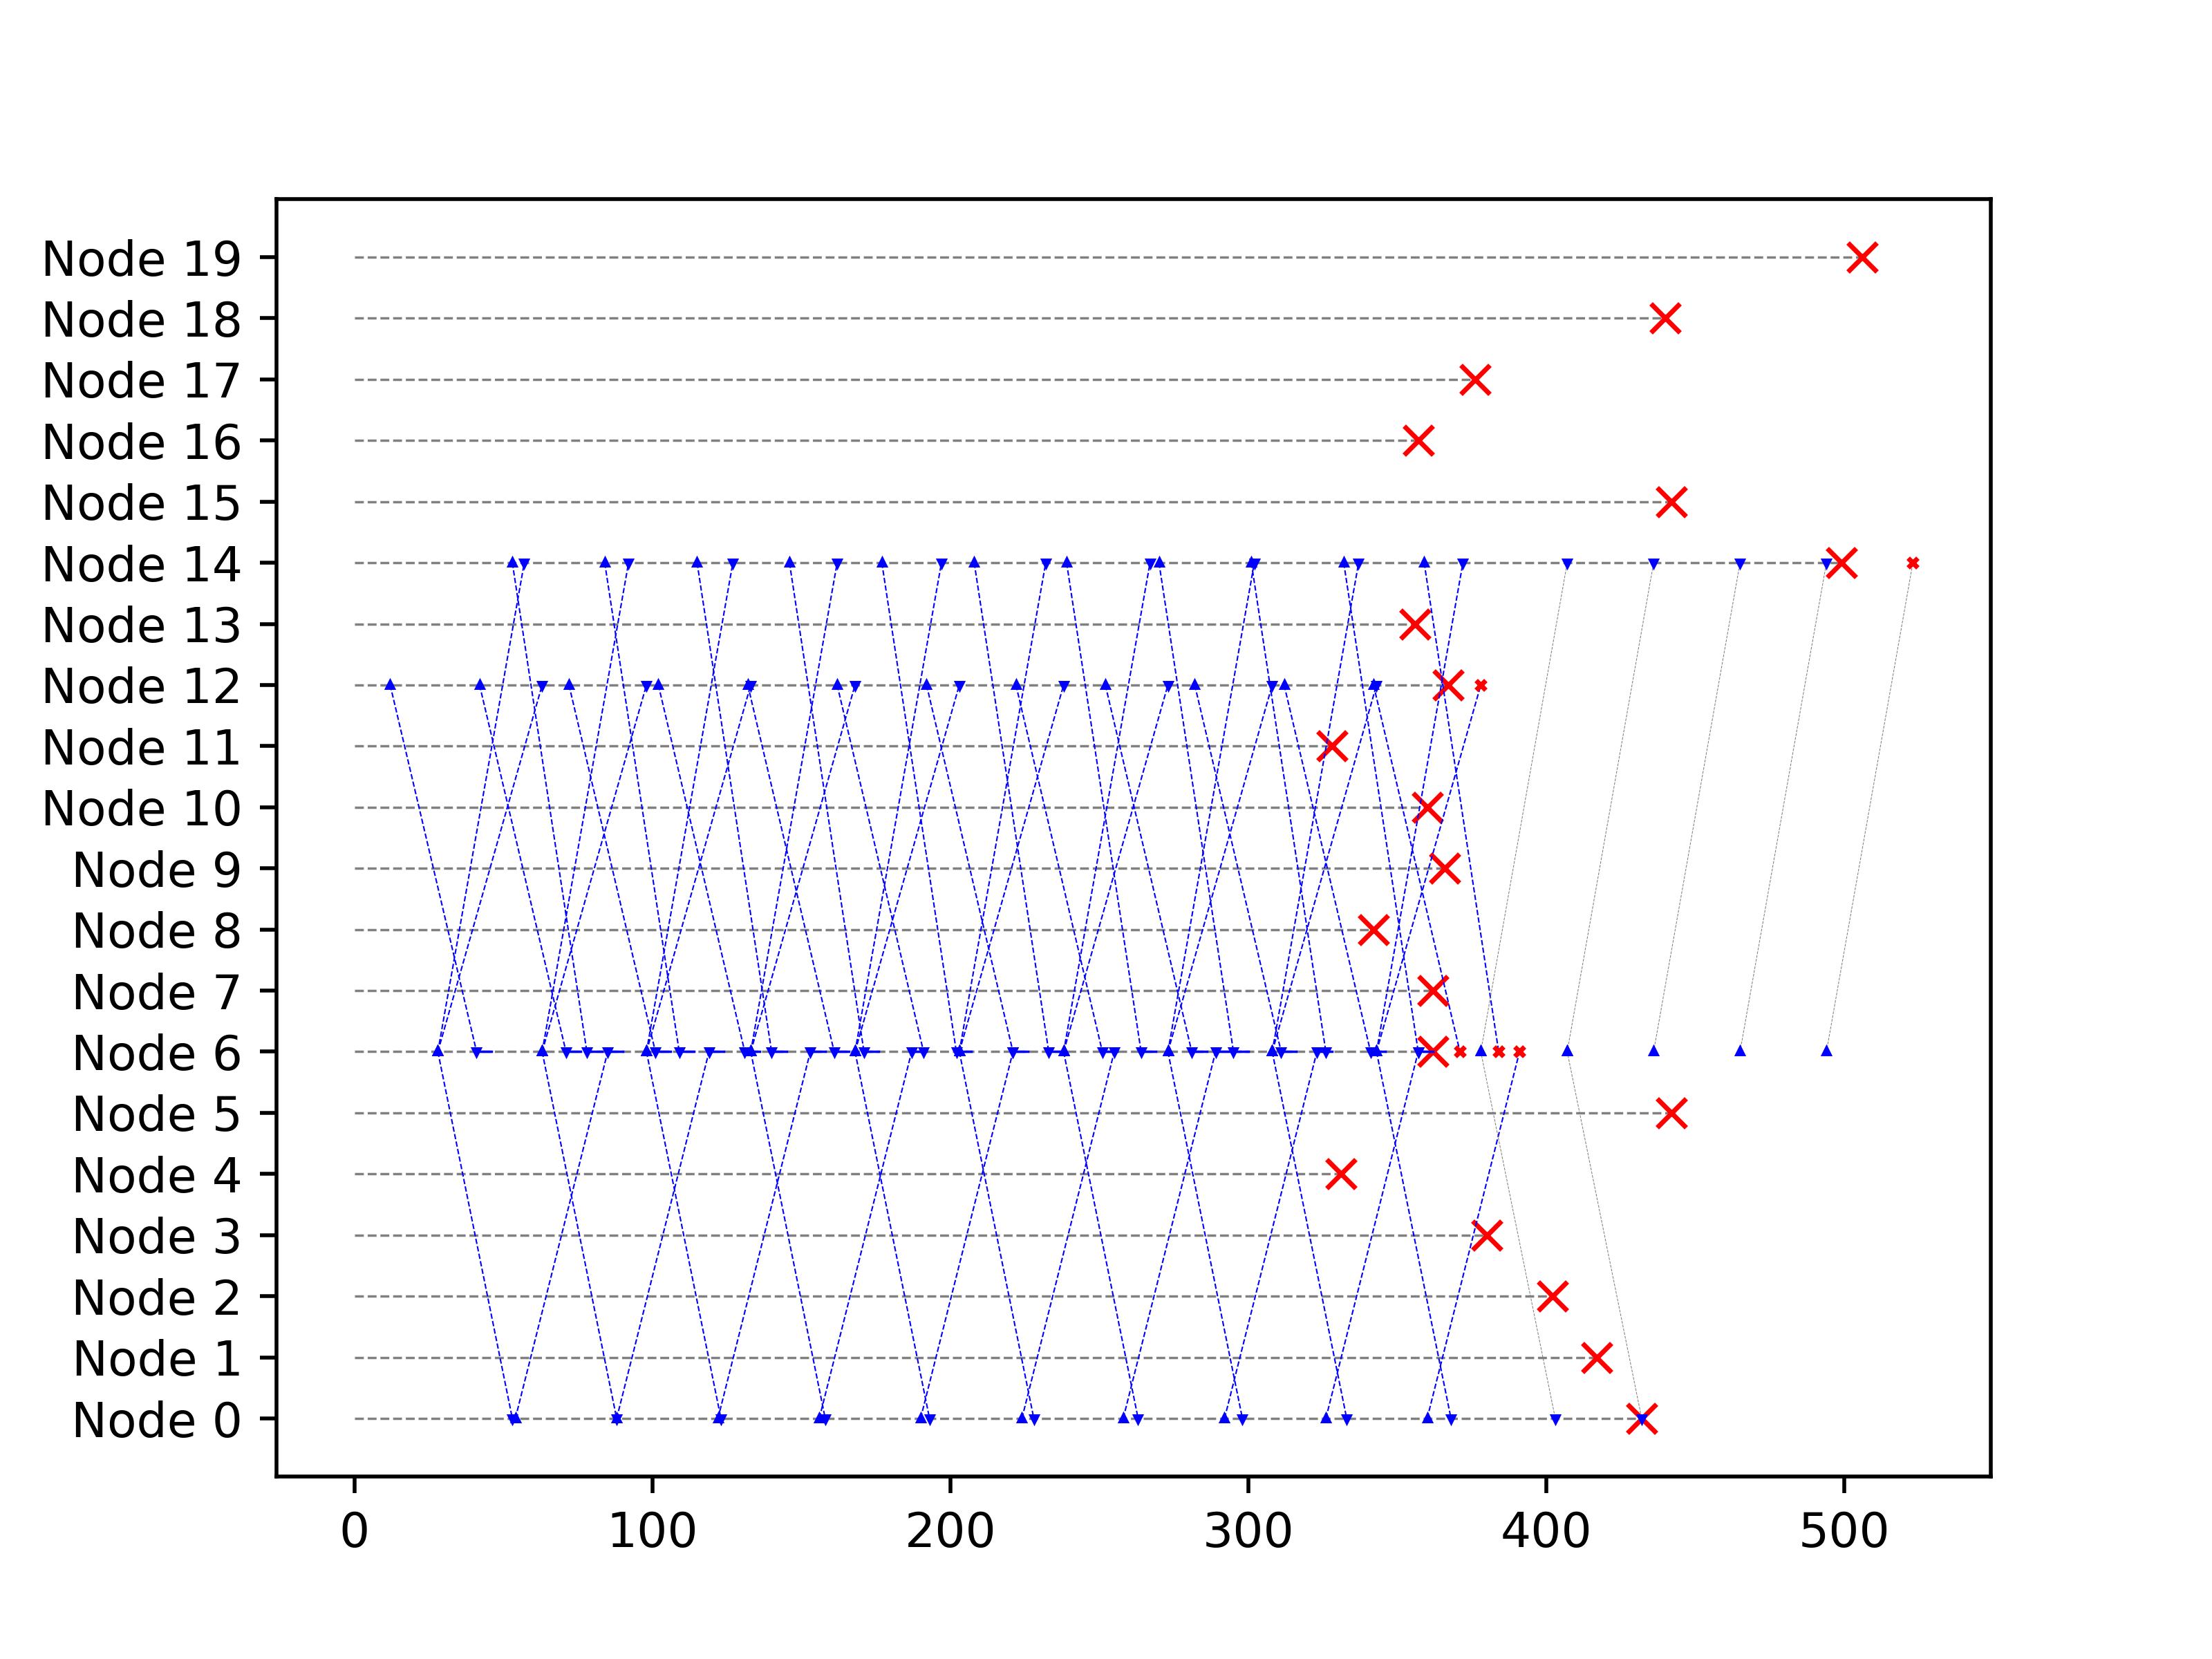 Node 19
Node 18
Node 17
Node 16
Node 15
Node 14
Node 13
Node 12
Node 11
Node 10
Node 9
Node 8
Node 7
Node 6
Node 5
Node 4
Node 3
Node 2
Node 1
Node 0
0 100 200 300 400 500